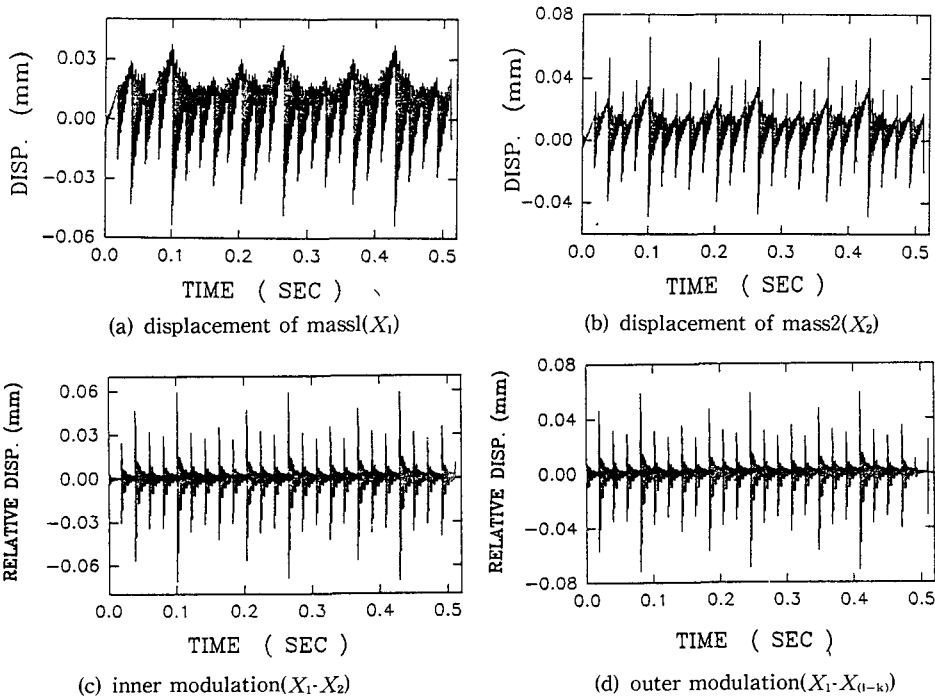 DISP. (mm)
0.03
0.00
-0.03
-0.06
0.0 0.1 0.2 0.3 0.4 0.5
TIME ( SEC )
(a) displacement of mass1(X1)
DISP. (mm)
0.08
0.04
0.00
-0.04
0.0 0.1 0.2 0.3 0.4 0.5
TIME ( SEC )
(b) displacement of mass2(X2)
RELATIVE DISP. (mm)
0.06
0.03
0.00
-0.03
-0.06
0.0 0.1 0.2 0.3 0.4 0.5
TIME ( SEC )
(c) inner modulation(X1-X2)
RELATIVE DISP. (mm)
0.08
0.04
0.00
-0.04
-0.08
0.0 0.1 0.2 0.3 0.4 0.5
TIME ( SEC )
(d) outer modulation(X1-X(i-k))